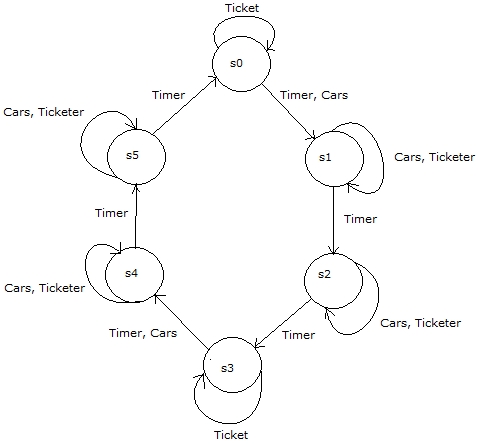 Ticket
s0
Timer
Timer, Cars
Cars, Ticketer
s5
s1
Cars, Ticketer
Timer
Timer
s4
s2
Cars, Ticketer
Cars, Ticketer
Timer, Cars
Timer
s3
Ticket